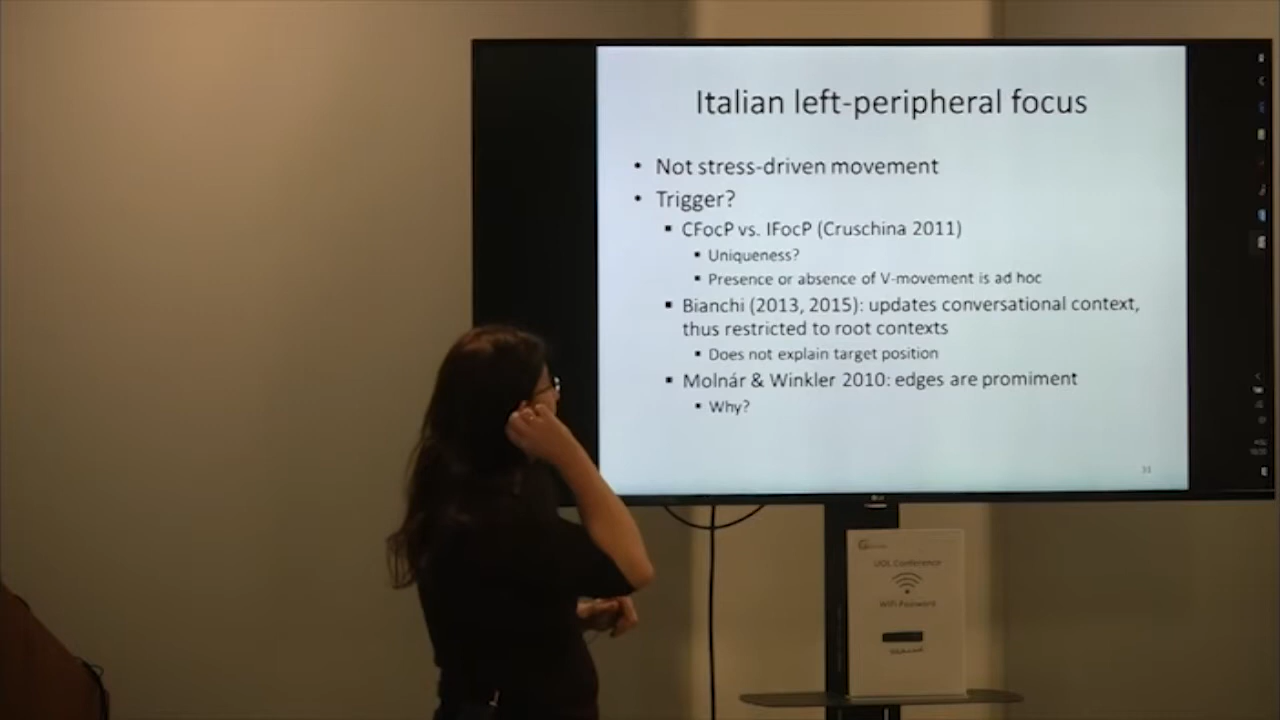 Italian left-peripheral focus
• Not stress-driven movement
• Trigger?
▪ CFocP vs. IFocP (Cruschina 2011)
▪ Uniqueness?
▪ Presence or absence of V-movement is ad hoc
▪ Bianchi (2013, 2015): updates conversational context,
thus restricted to root contexts
▪ Does not explain target position
▪ Molnár & Winkler 2010: edges are promiment
▪ Why?
LG
Conference
WiFi Password